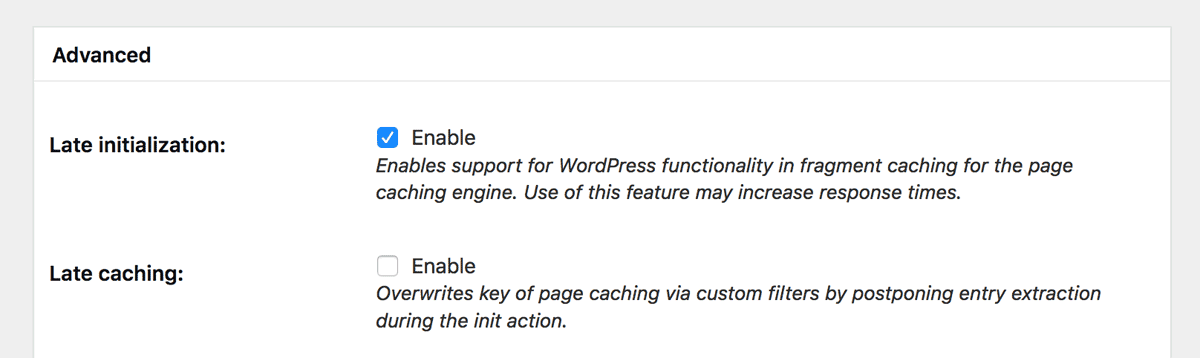 Advanced
Late initialization:
Enable
Enables support for WordPress functionality in fragment caching for the page
caching engine. Use of this feature may increase response times.
Late caching:
Enable
Overwrites key of page caching via custom filters by postponing entry extraction
during the init action.